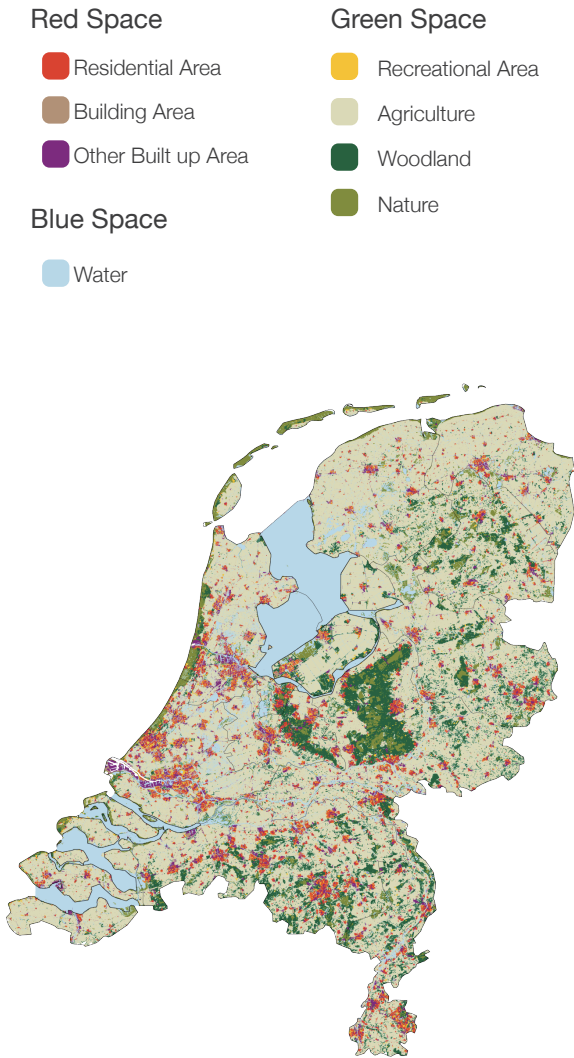 Red Space
Residential Area
Building Area
Other Built up Area
Blue Space
Water
Green Space
Recreational Area
Agriculture
Woodland
Nature